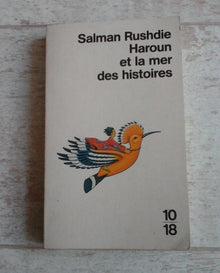 Salman Rushdie
Haroun
et la mer
des histoires
10
18